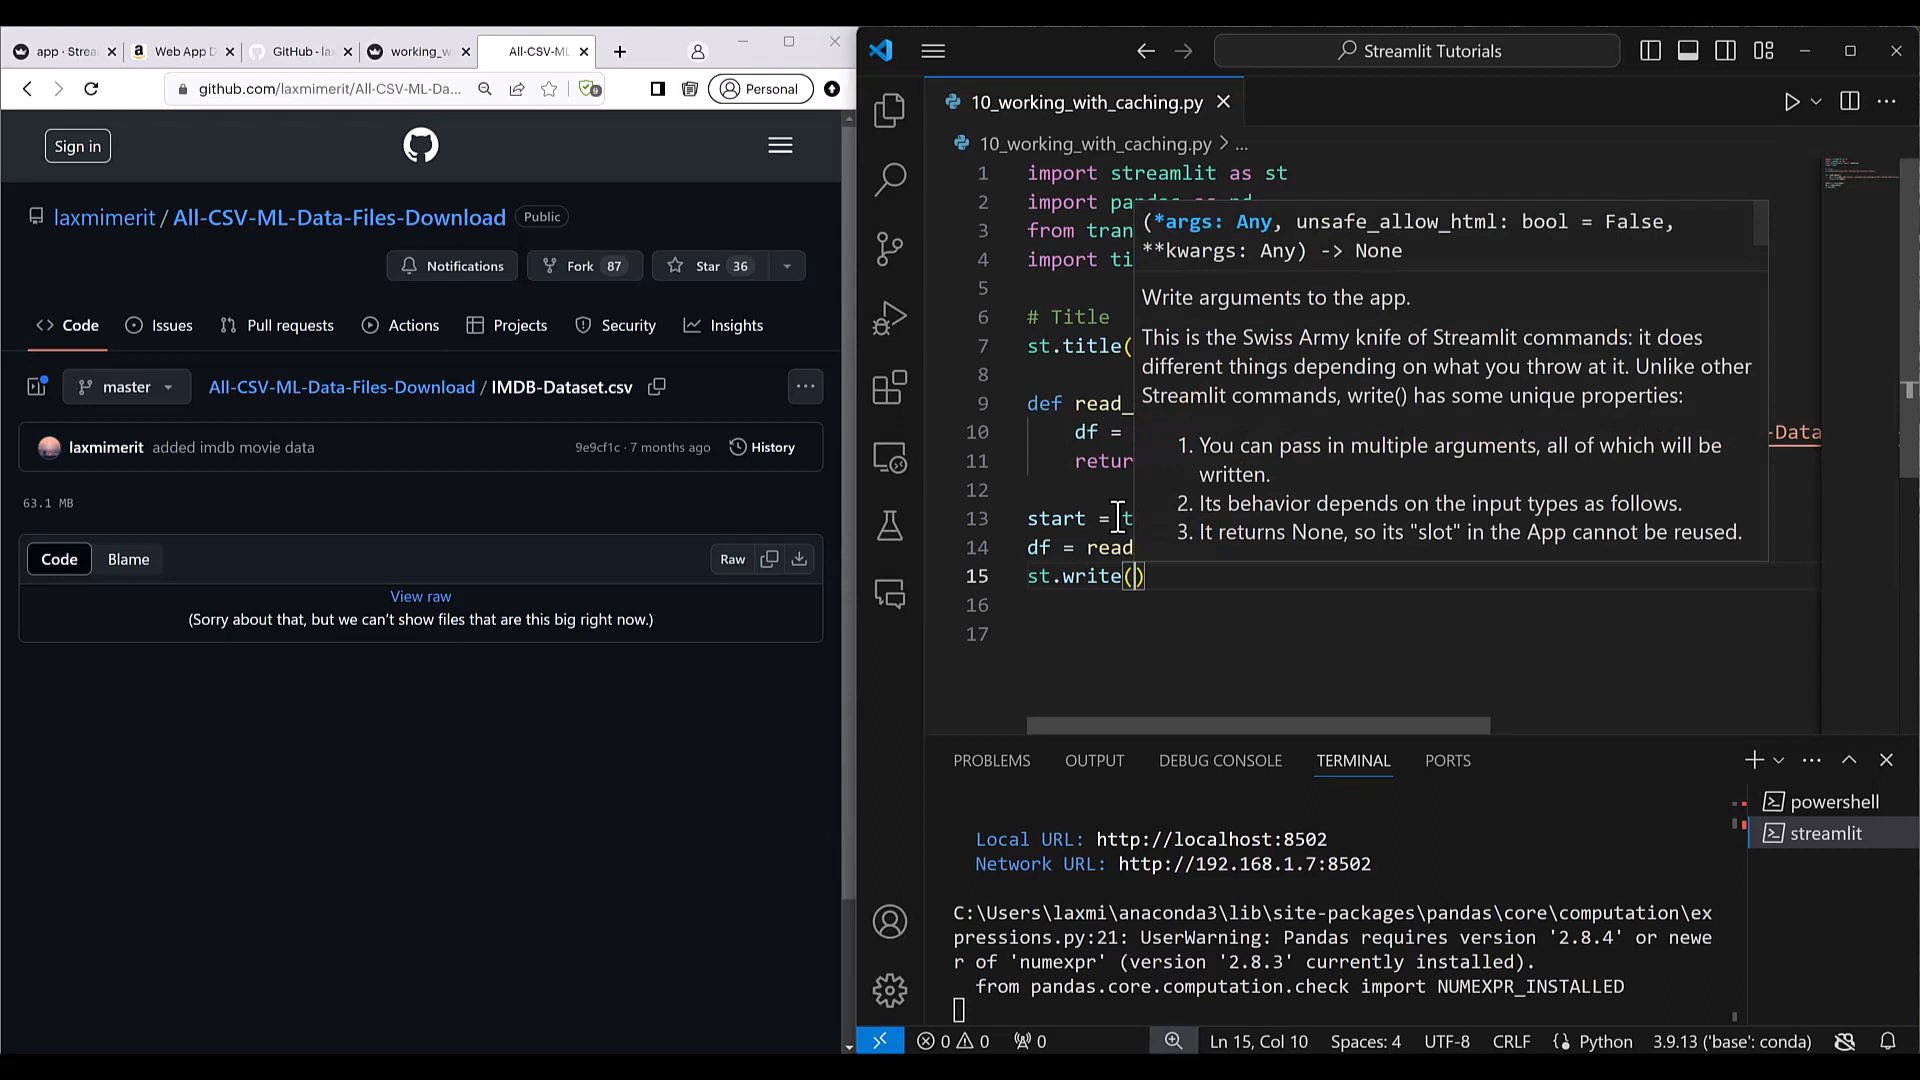 app · Strea
Web App D
GitHub - la
working_w
All-CSV-ML-
github.com/laxmimerit/All-CSV-ML-Da...
9
Personal
Sign in
laxmimerit / All-CSV-ML-Data-Files-Download
Public
Notifications
Fork 87
Star 36
Code
Issues
Pull requests
Actions
Projects
Security
Insights
master
All-CSV-ML-Data-Files-Download / IMDB-Dataset.csv
laxmimerit added imdb movie data
9e9cf1c · 7 months ago
History
63.1 MB
Code
Blame
Raw
View raw
(Sorry about that, but we can't show files that are this big right now.)
Streamlit Tutorials
10_working_with_caching.py
10_working_with_caching.py > ...
1 import streamlit as st
2 import pandas as pd
3 from tran
4 import ti
5
6 # Title
7 st.title(
8
9 def read_
10 df = -Data
11 retur
12
13 start = t
14 df = read
15 st.write()
16
17
(*args: Any, unsafe_allow_html: bool = False,
**kwargs: Any) -> None
Write arguments to the app.
This is the Swiss Army knife of Streamlit commands: it does
different things depending on what you throw at it. Unlike other
Streamlit commands, write() has some unique properties:
1. You can pass in multiple arguments, all of which will be
written.
2. Its behavior depends on the input types as follows.
3. It returns None, so its "slot" in the App cannot be reused.
PROBLEMS
OUTPUT
DEBUG CONSOLE
TERMINAL
PORTS
powershell
streamlit
Local URL: http://localhost:8502
Network URL: http://192.168.1.7:8502
C:\Users\laxmi\anaconda3\lib\site-packages\pandas\core\computation\ex
pressions.py:21: UserWarning: Pandas requires version '2.8.4' or newe
r of 'numexpr' (version '2.8.3' currently installed).
from pandas.core.computation.check import NUMEXPR_INSTALLED
0 0
0
Ln 15, Col 10
Spaces: 4
UTF-8
CRLF
Python
3.9.13 ('base': conda)